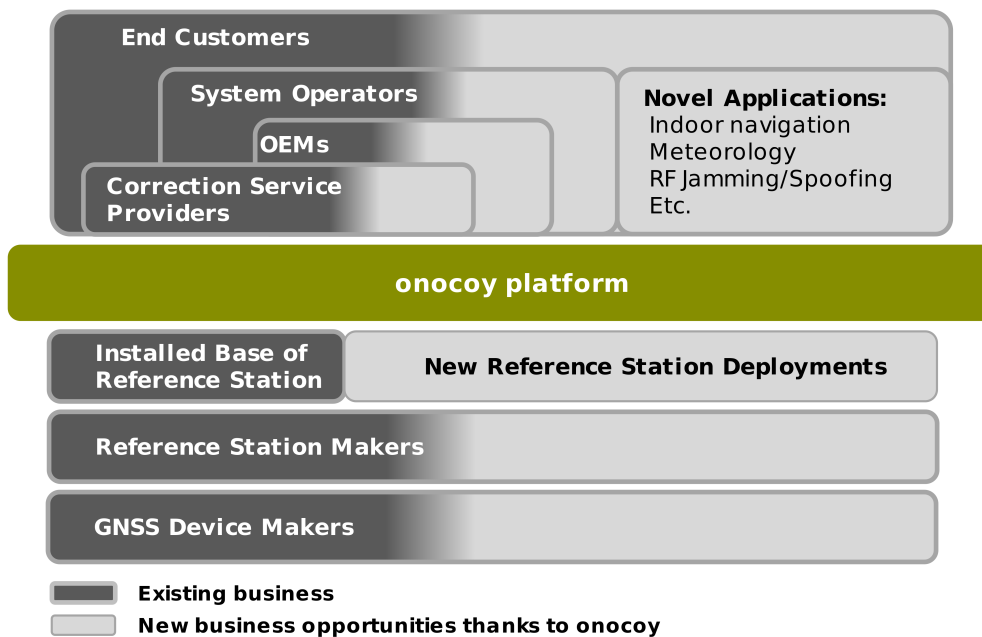 End Customers
System Operators
OEMs
Correction Service
Providers
Novel Applications:
Indoor navigation
Meteorology
RF Jamming/Spoofing
Etc.
onocoy platform
Installed Base of
Reference Station
New Reference Station Deployments
Reference Station Makers
GNSS Device Makers
Existing business
New business opportunities thanks to onocoy